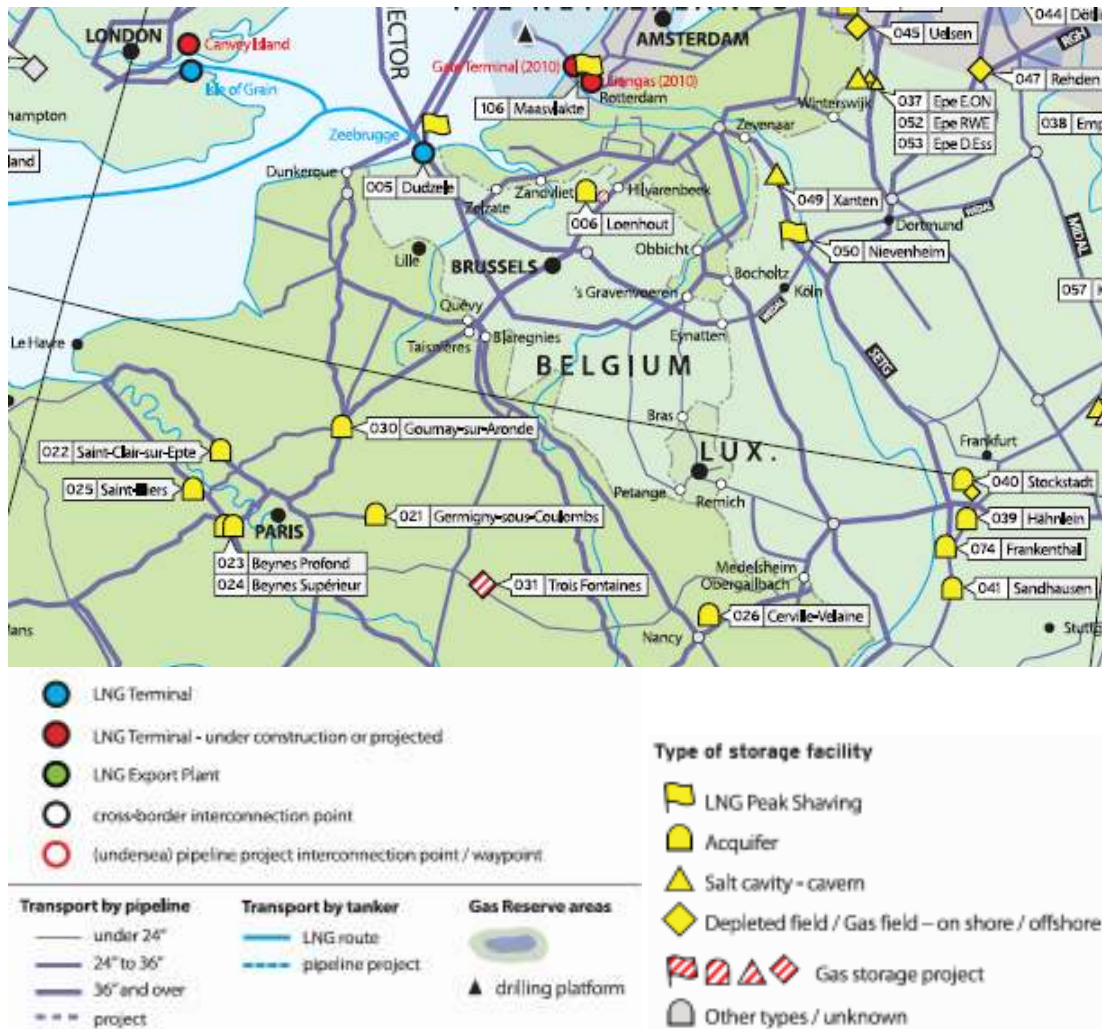 LONDON
Canvey Island
Isle of Grain
AMSTERDAM
Gate Terminal (2010)
Rotterdam
106 Maasvlakte
045 Uelsen
RGH
047 Rehden
037 Epe E.ON
052 Epe RWE
053 Epe D.Ess
Winterswijk
Zevenaar
Zeebrugge
Dunkerque
005 Dudzele
Zelzate
Zandvliet
Hilvarenbeek
006 Loenhout
049 Xanten
Dortmund
WIDAL
MIDAL
050 Nievenheim
Lille
BRUSSELS
Obbicht
Bocholtz
's Gravenvoeren
Köln
WIDAL
Eynatten
Quévy
Taisnières
Blaregnies
BELGIUM
SETG
Le Havre
Bras
Frankfurt
030 Gournay-sur-Aronde
022 Saint-Clair-sur-Epte
LUX.
025 Saint-Illiers
Petange
Remich
040 Stockstadt
PARIS
021 Germigny-sous-Coulombs
039 Hähnlein
023 Beynes Profond
024 Beynes Supérieur
074 Frankenthal
031 Trois Fontaines
Medelsheim
Obergailbach
041 Sandhausen
026 Cerville-Velaine
Nancy
LNG Terminal
LNG Terminal - under construction or projected
LNG Export Plant
cross-border interconnection point
(undersea) pipeline project interconnection point / waypoint
Transport by pipeline
under 24"
24" to 36"
36" and over
project
Transport by tanker
LNG route
pipeline project
Gas Reserve areas
drilling platform
Type of storage facility
LNG Peak Shaving
Acquifer
Salt cavity - cavern
Depleted field / Gas field – on shore / offshore
Gas storage project
Other types / unknown